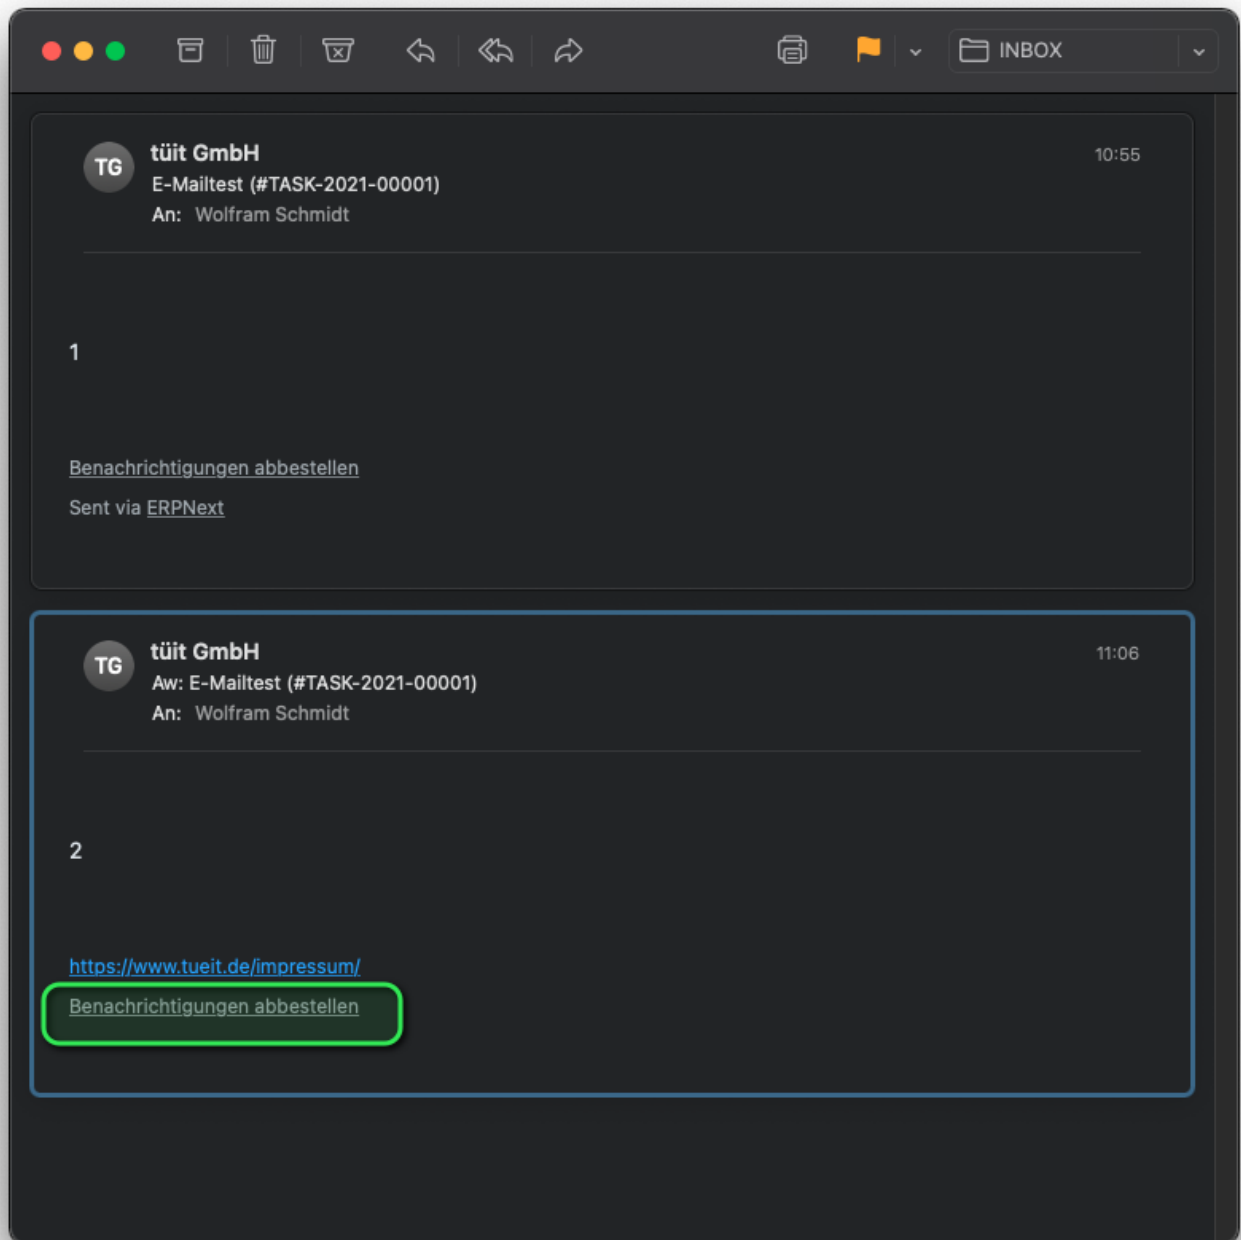 INBOX
TG
tüit GmbH
10:55
E-Mailtest (#TASK-2021-00001)
An: Wolfram Schmidt
1
Benachrichtigungen abbestellen
Sent via ERPNext
TG
tüit GmbH
11:06
Aw: E-Mailtest (#TASK-2021-00001)
An: Wolfram Schmidt
2
https://www.tueit.de/impressum/
Benachrichtigungen abbestellen